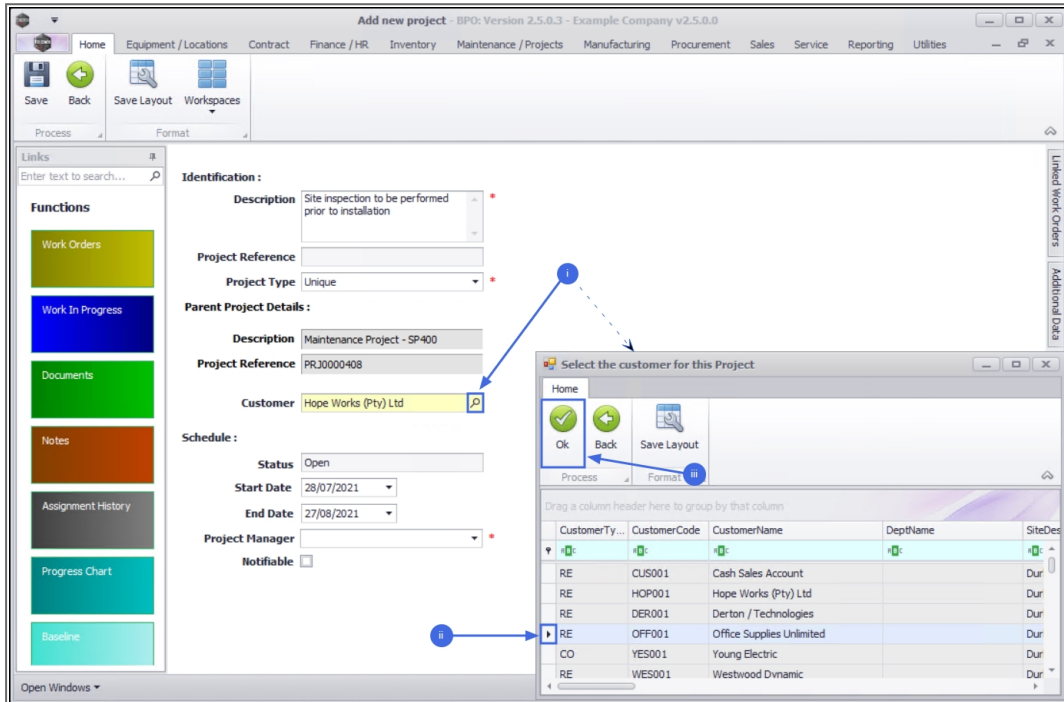 Add new project - BPO: Version 2.5.0.3 - Example Company v2.5.0.0
Home Equipment / Locations Contract Finance / HR Inventory Maintenance / Projects Manufacturing Procurement Sales Service Reporting Utilities
Save Back Save Layout Workspaces
Process Format
Links
Enter text to search...
Functions
Work Orders
Work In Progress
Documents
Notes
Assignment History
Progress Chart
Baseline
Identification :
Description Site inspection to be performed
prior to installation
*
Project Reference
Project Type Unique *
Parent Project Details :
Description Maintenance Project - SP400
Project Reference PRJ0000408
Customer Hope Works (Pty) Ltd
Schedule :
Status Open
Start Date 28/07/2021
End Date 27/08/2021
Project Manager *
Notifiable
Linked Work Orders
Additional Data
i
Select the customer for this Project
Home
Ok Back Save Layout
Process Format
iii
Drag a column header here to group by that column
CustomerTy... CustomerCode CustomerName DeptName SiteDes
RE CUS001 Cash Sales Account Dur
RE HOP001 Hope Works (Pty) Ltd Dur
RE DER001 Derton / Technologies Dur
ii
RE OFF001 Office Supplies Unlimited Dur
CO YES001 Young Electric Dur
RE WES001 Westwood Dynamic Dur
Open Windows